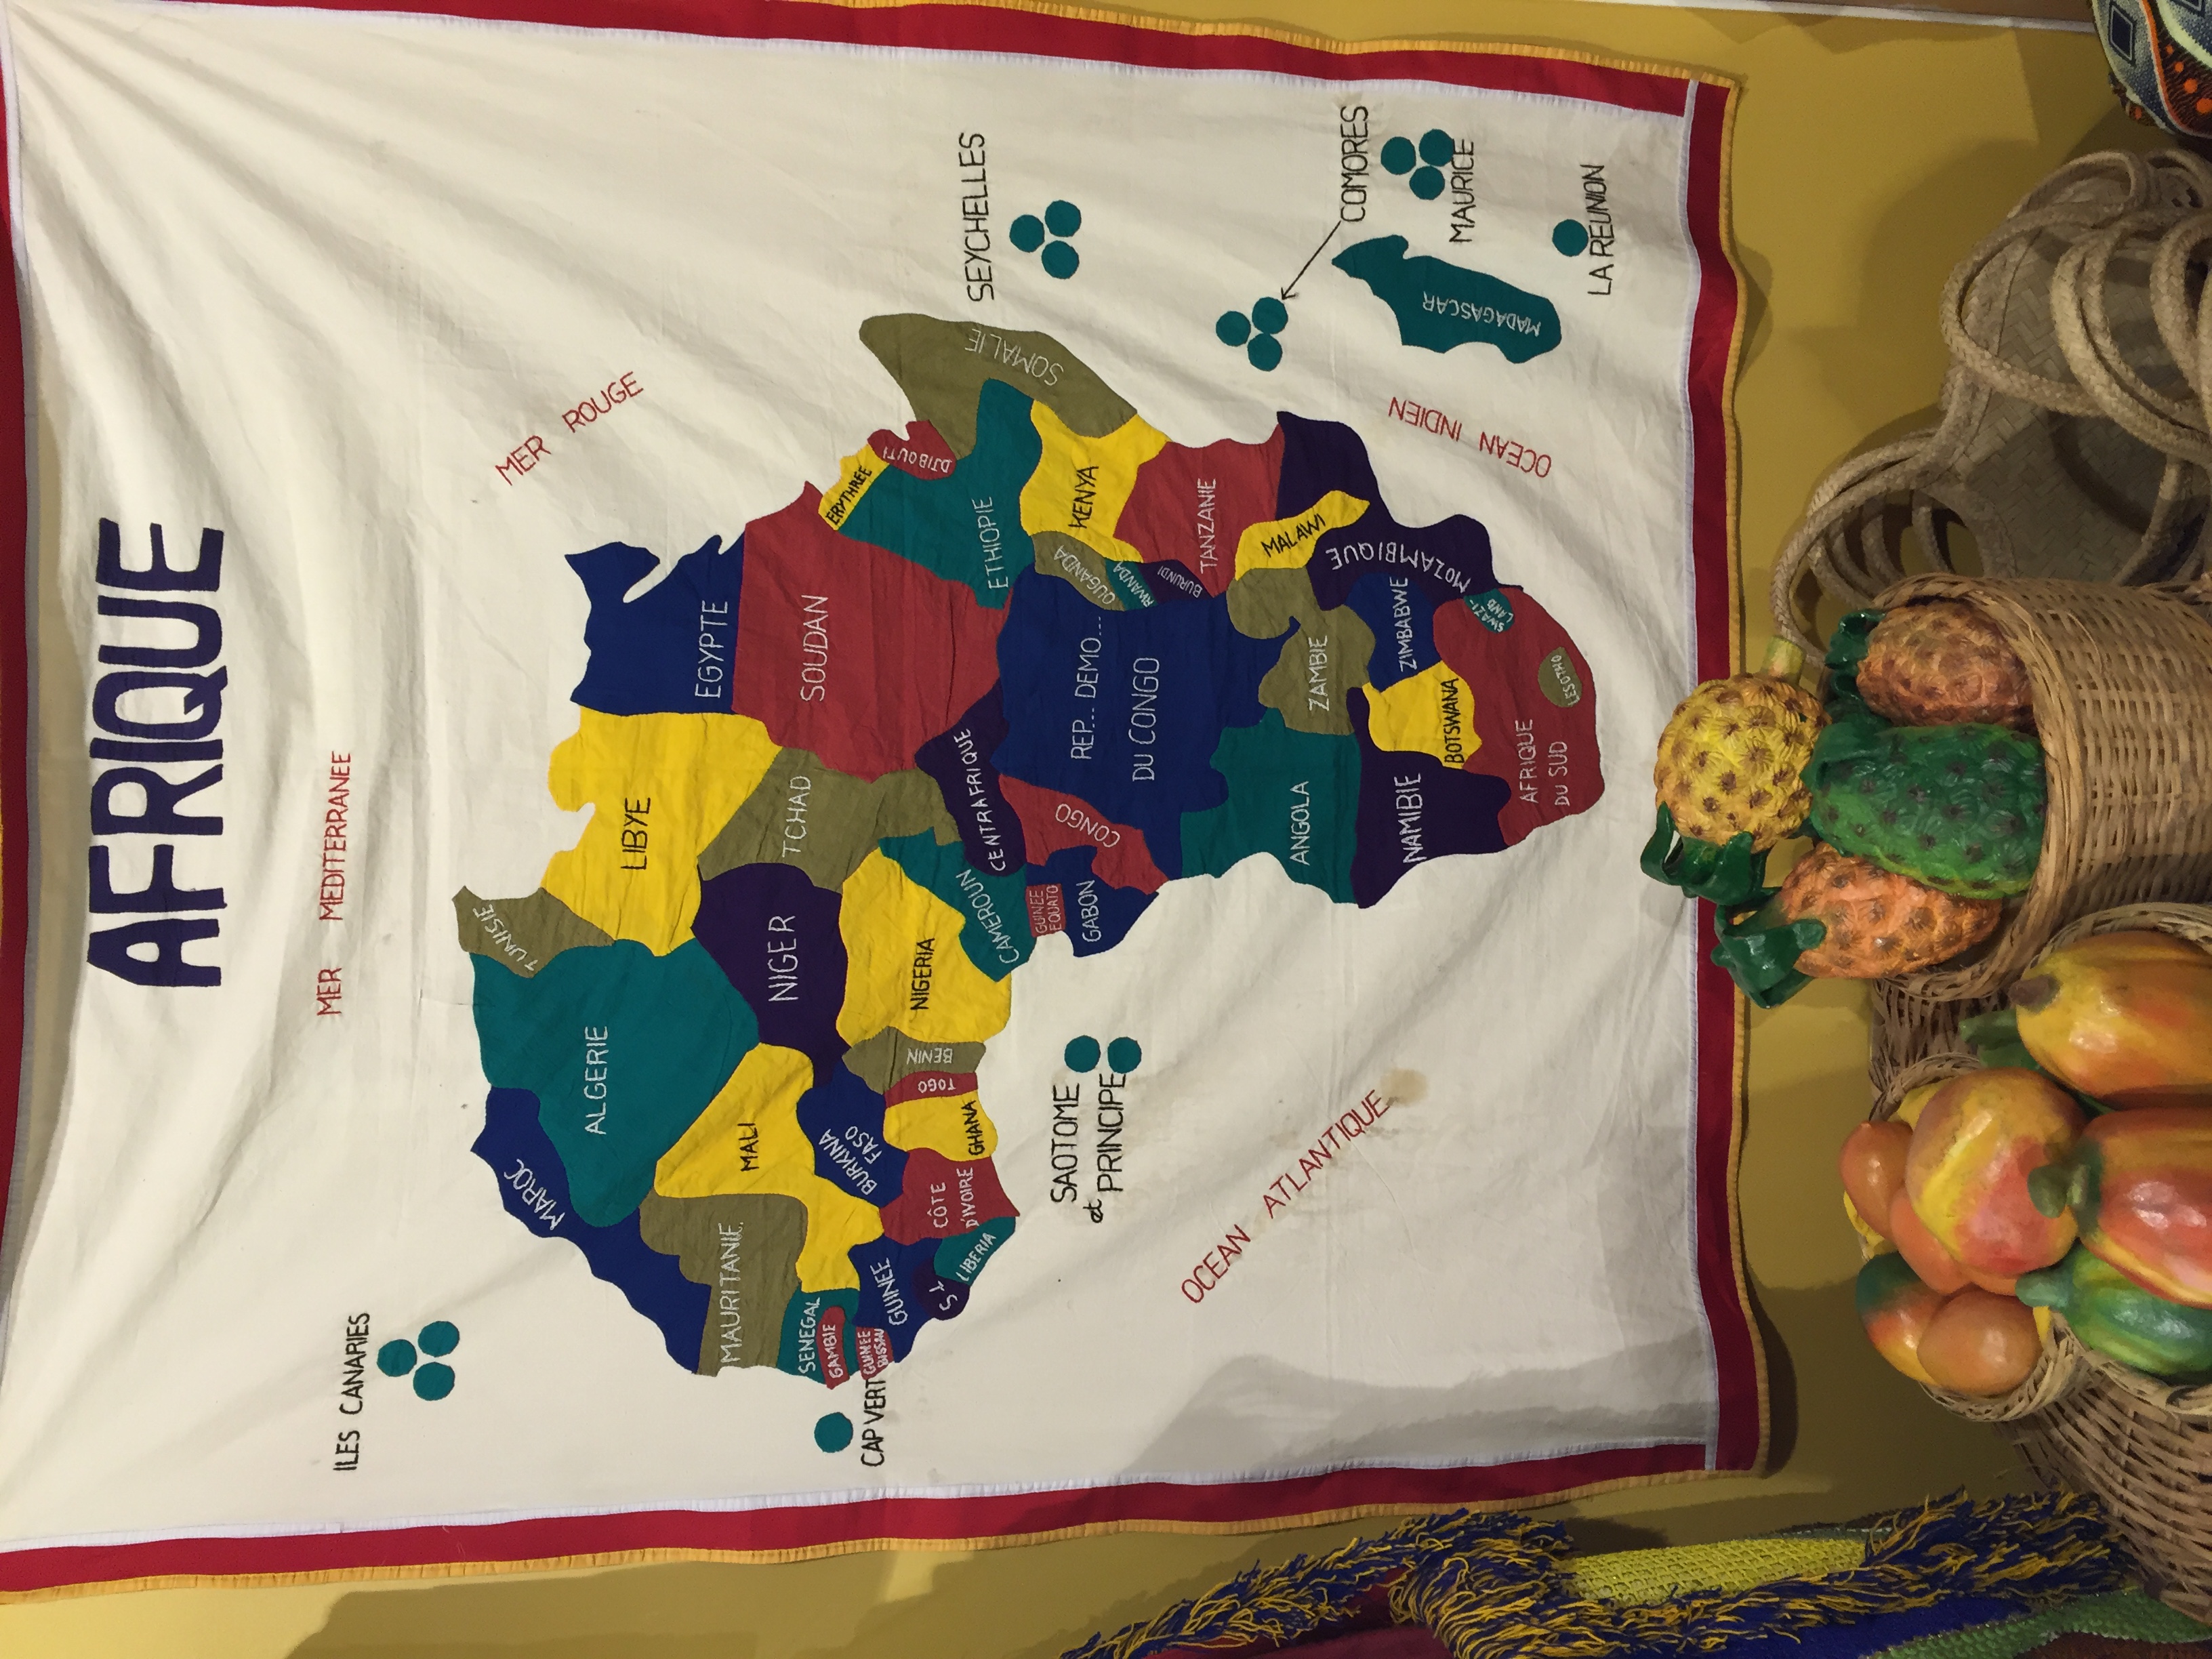 AFRIQUE
MER MEDITERRANEE
ILES CANARIES
MER ROUGE
MAROC
TUNISIE
ALGERIE
LIBYE
EGYPTE
MAURITANIE
MALI
NIGER
TCHAD
SOUDAN
SENEGAL
GAMBIE
CAP VERT
GUINEE
BISSAU
GUINEE
BURKINA
FASO
ERYTHREE
DJIBOUTI
S-L
LIBERIA
CÔTE
D'IVOIRE
GHANA
TOGO
BENIN
NIGERIA
CAMEROUN
CENTRAFRIQUE
ETHIOPIE
SOMALIE
SEYCHELLES
SAOTOME
et
PRINCIPE
GUINEE
EQUATO
GABON
CONGO
REP... DEMO...
DU CONGO
OUGANDA
KENYA
RWANDA
BURUNDI
TANZANIE
OCEAN ATLANTIQUE
ANGOLA
ZAMBIE
MALAWI
COMORES
NAMIBIE
BOTSWANA
ZIMBABWE
MOZAMBIQUE
OCEAN INDIEN
MADAGASCAR
MAURICE
SWAZI-
LAND
AFRIQUE
DU SUD
LESOTHO
LA REUNION